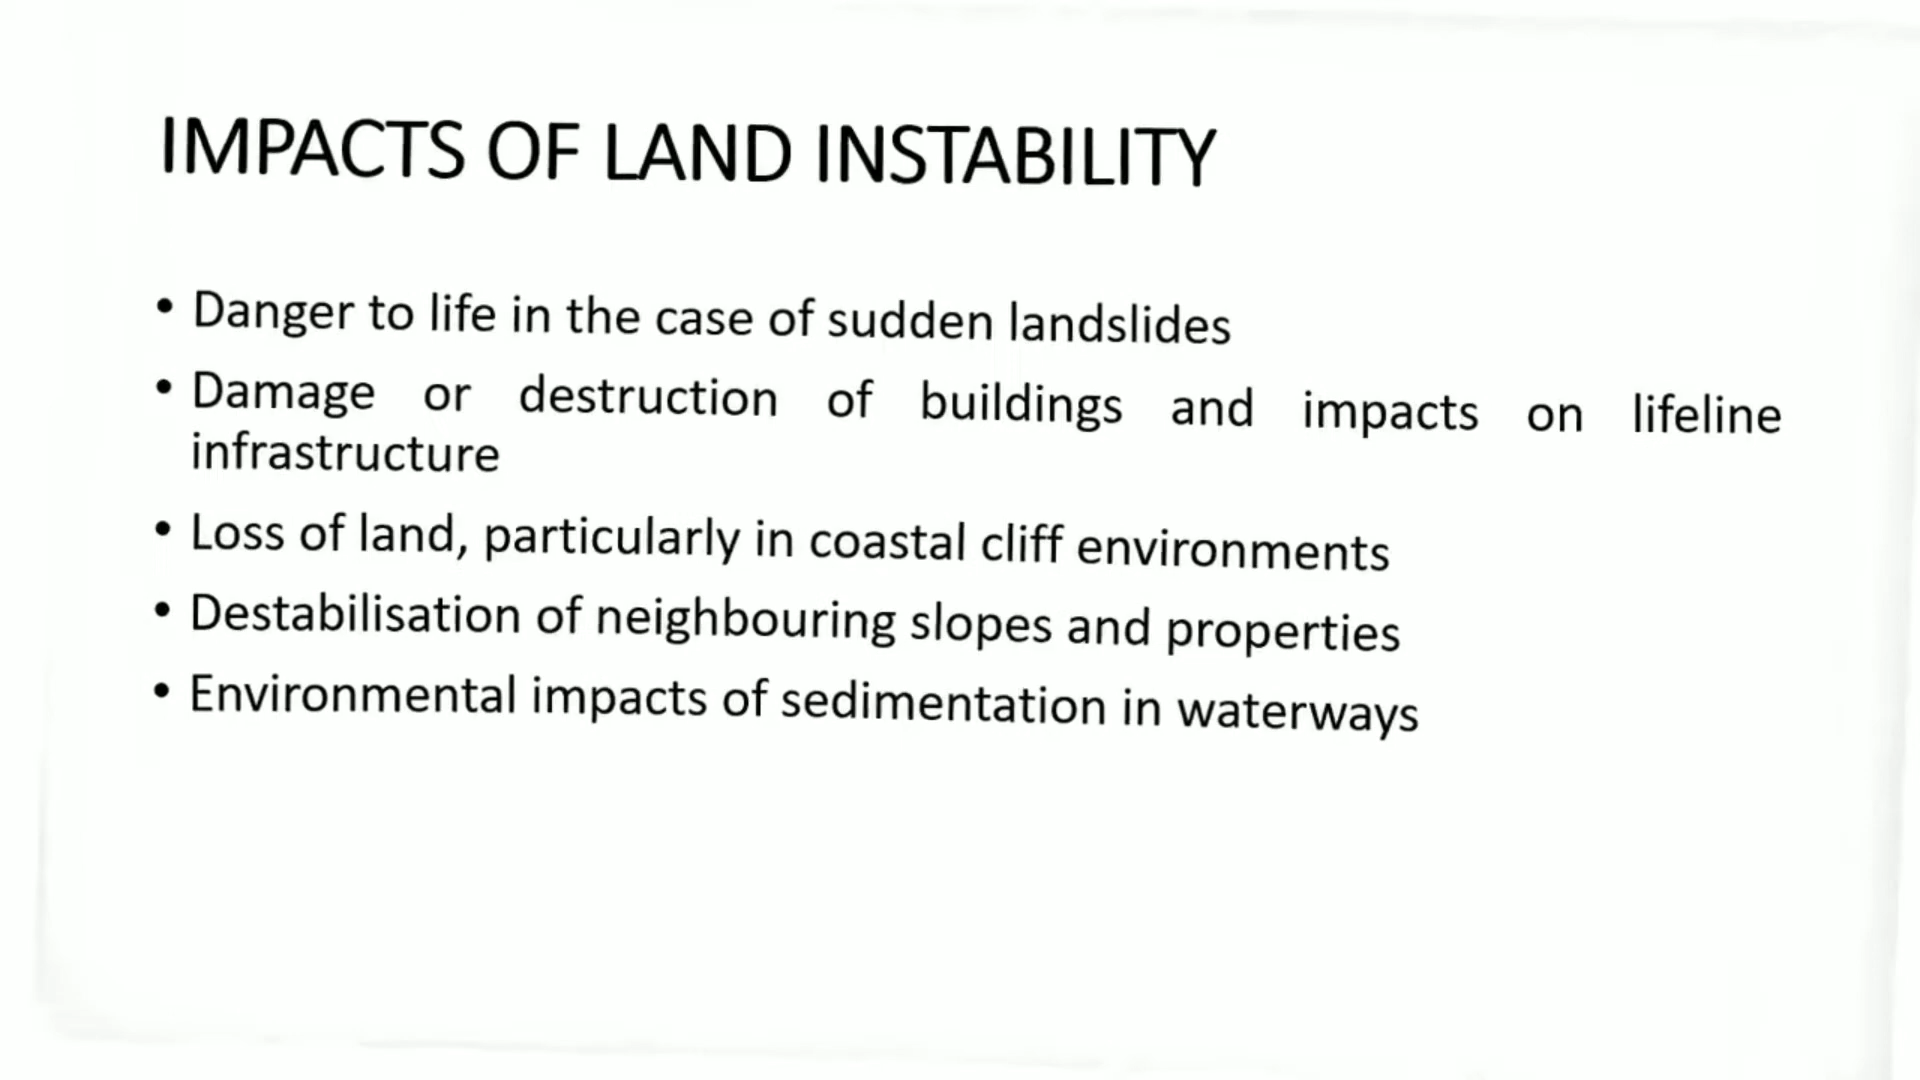 IMPACTS OF LAND INSTABILITY
• Danger to life in the case of sudden landslides
• Damage or destruction of buildings and impacts on lifeline
infrastructure
• Loss of land, particularly in coastal cliff environments
• Destabilisation of neighbouring slopes and properties
• Environmental impacts of sedimentation in waterways